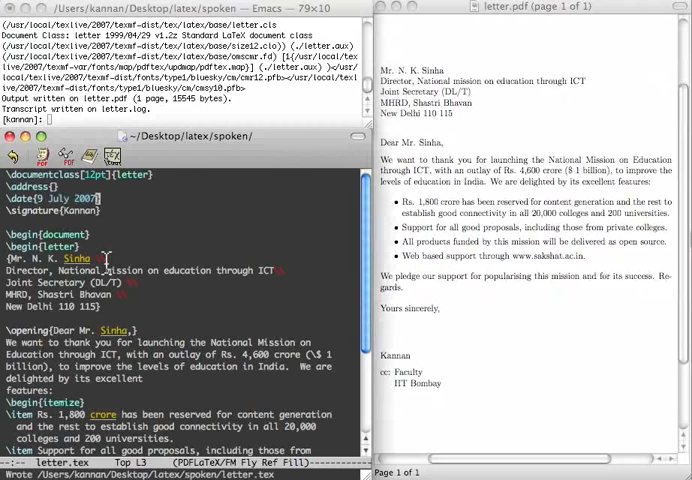 kannan/Desktop/latex/spoken — Emacs — 79×10
(/usr/local/texlive/2007/texmf-dist/tex/latex/base/letter.cls
Document Class: letter 1999/04/29 v1.2z Standard LaTeX document class
(/usr/local/texlive/2007/texmf-dist/tex/latex/base/size12.clo)) (./letter.aux)
(/usr/local/texlive/2007/texmf-dist/tex/latex/base/omscmr.fd) [1{/usr/local/tex
live/2007/texmf-var/fonts/map/pdftex/updmap/pdftex.map}] (./letter.aux) )</usr/
local/texlive/2007/texmf-dist/fonts/type1/bluesky/cm/cmr12.pfb></usr/local/texl
ive/2007/texmf-dist/fonts/type1/bluesky/cm/cmsy10.pfb>
Output written on letter.pdf (1 page, 15545 bytes).
Transcript written on letter.log.
[kannan]:
~/Desktop/latex/spoken/
\documentclass[12pt]{letter}
\address{}
\date{9 July 2007}
\signature{Kannan}
\begin{document}
\begin{letter}
{Mr. N. K. Sinha \\
Director, National mission on education through ICT\\
Joint Secretary (DL/T) \\
MHRD, Shastri Bhavan \\
New Delhi 110 115}
\opening{Dear Mr. Sinha,}
We want to thank you for launching the National Mission on
Education through ICT, with an outlay of Rs. 4,600 crore (\$ 1
billion), to improve the levels of education in India.  We are
delighted by its excellent
features:
\begin{itemize}
\item Rs. 1,800 crore has been reserved for content generation
and the rest to establish good connectivity in all 20,000
colleges and 200 universities.
\item Support for all good proposals, including those from
--:-- letter.tex Top L3 (PDFLaTeX/FM Fly Ref Fill)
Wrote /Users/kannan/Desktop/latex/spoken/letter.tex
letter.pdf (page 1 of 1)
Mr. N. K. Sinha
Director, National mission on education through ICT
Joint Secretary (DL/T)
MHRD, Shastri Bhavan
New Delhi 110 115
Dear Mr. Sinha,
We want to thank you for launching the National Mission on Education
through ICT, with an outlay of Rs. 4,600 crore ($ 1 billion), to improve the
levels of education in India. We are delighted by its excellent features:
• Rs. 1,800 crore has been reserved for content generation and the rest to
establish good connectivity in all 20,000 colleges and 200 universities.
• Support for all good proposals, including those from private colleges.
• All products funded by this mission will be delivered as open source.
• Web based support through www.sakshat.ac.in.
We pledge our support for popularising this mission and for its success. Re-
gards.
Yours sincerely,
Kannan
cc: Faculty
IIT Bombay
Page 1 of 1